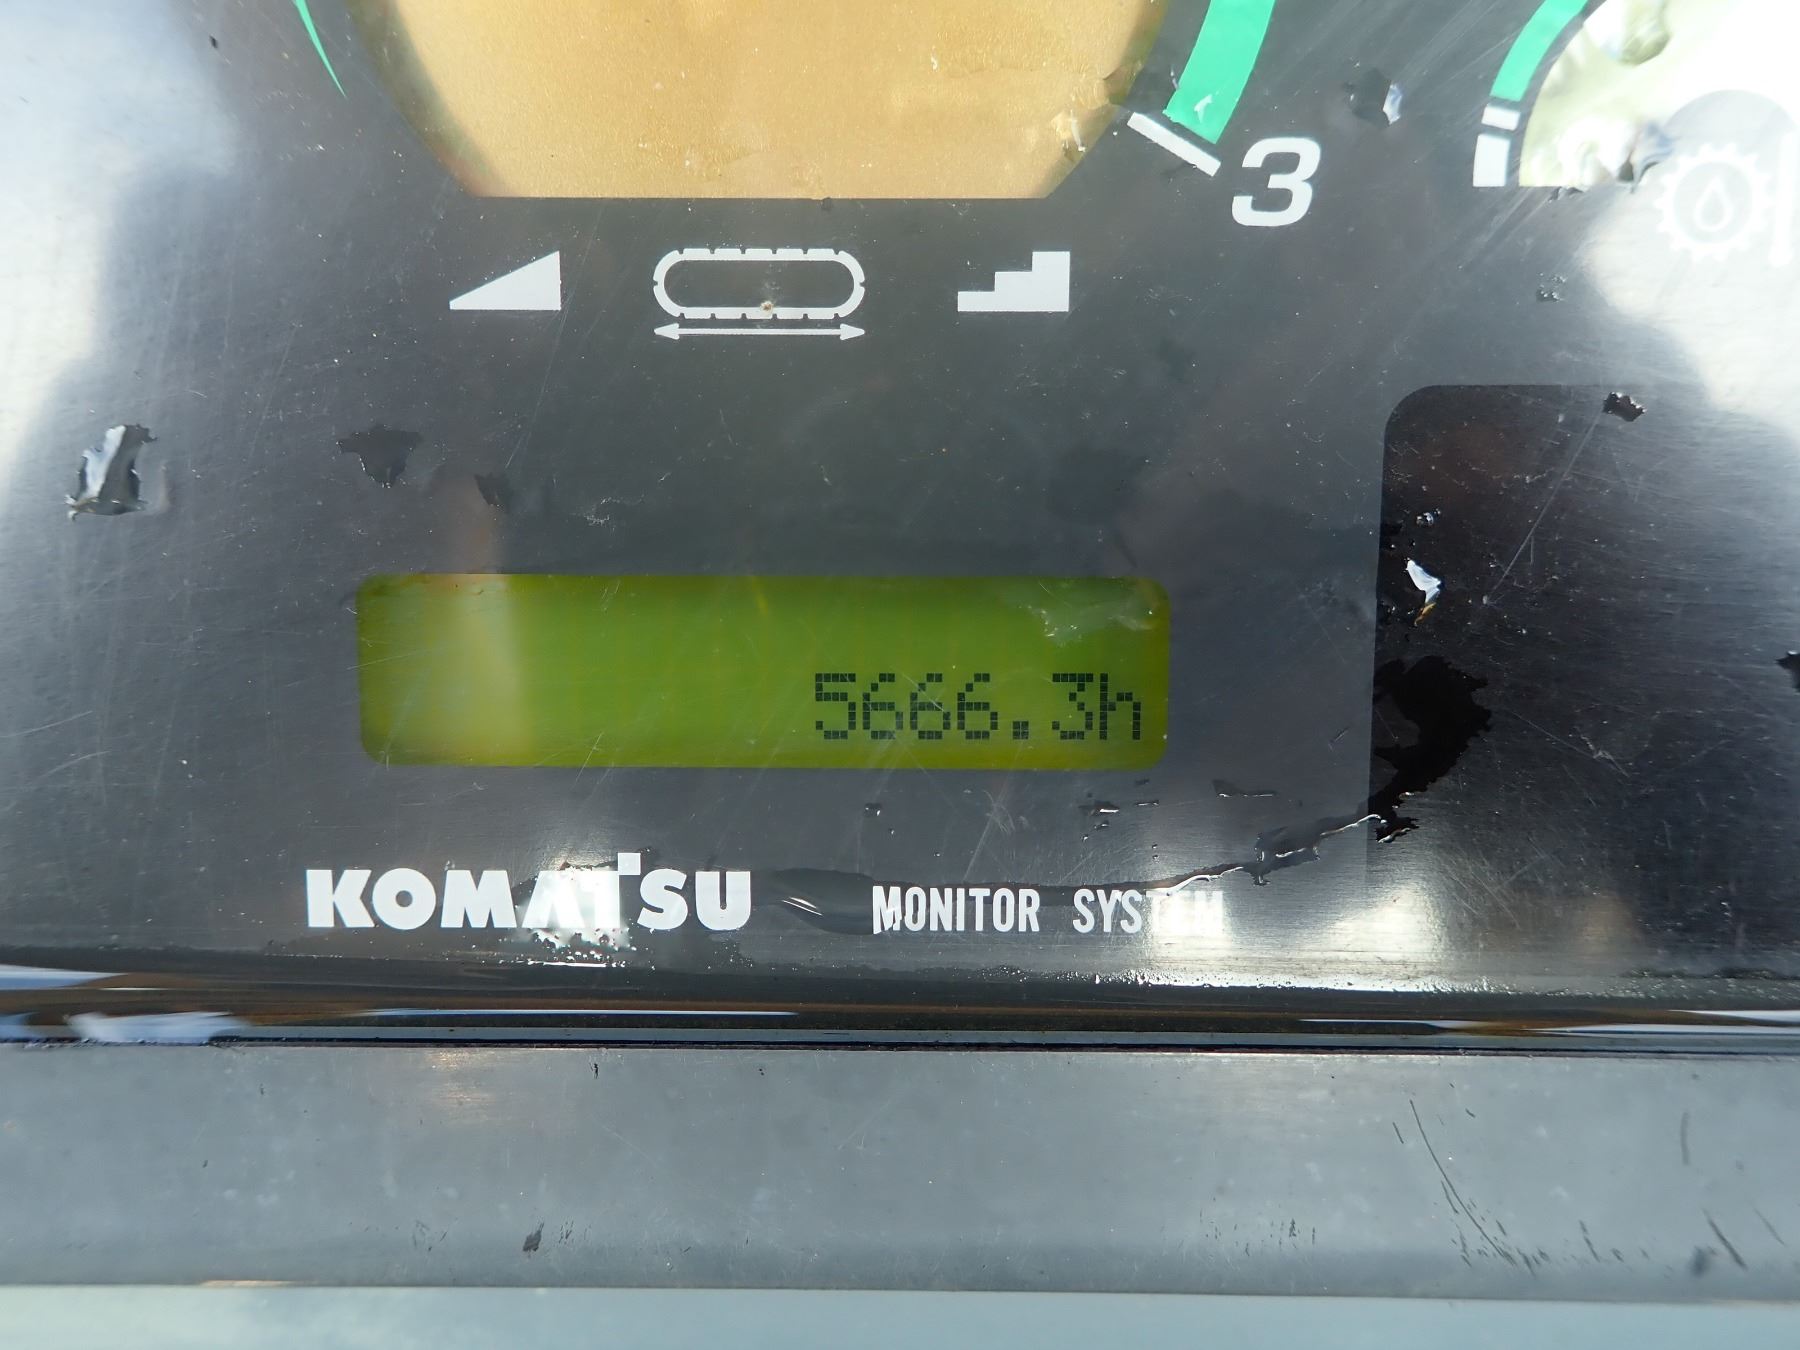 3
5666.3h
KOMATSU MONITOR SYSTEM